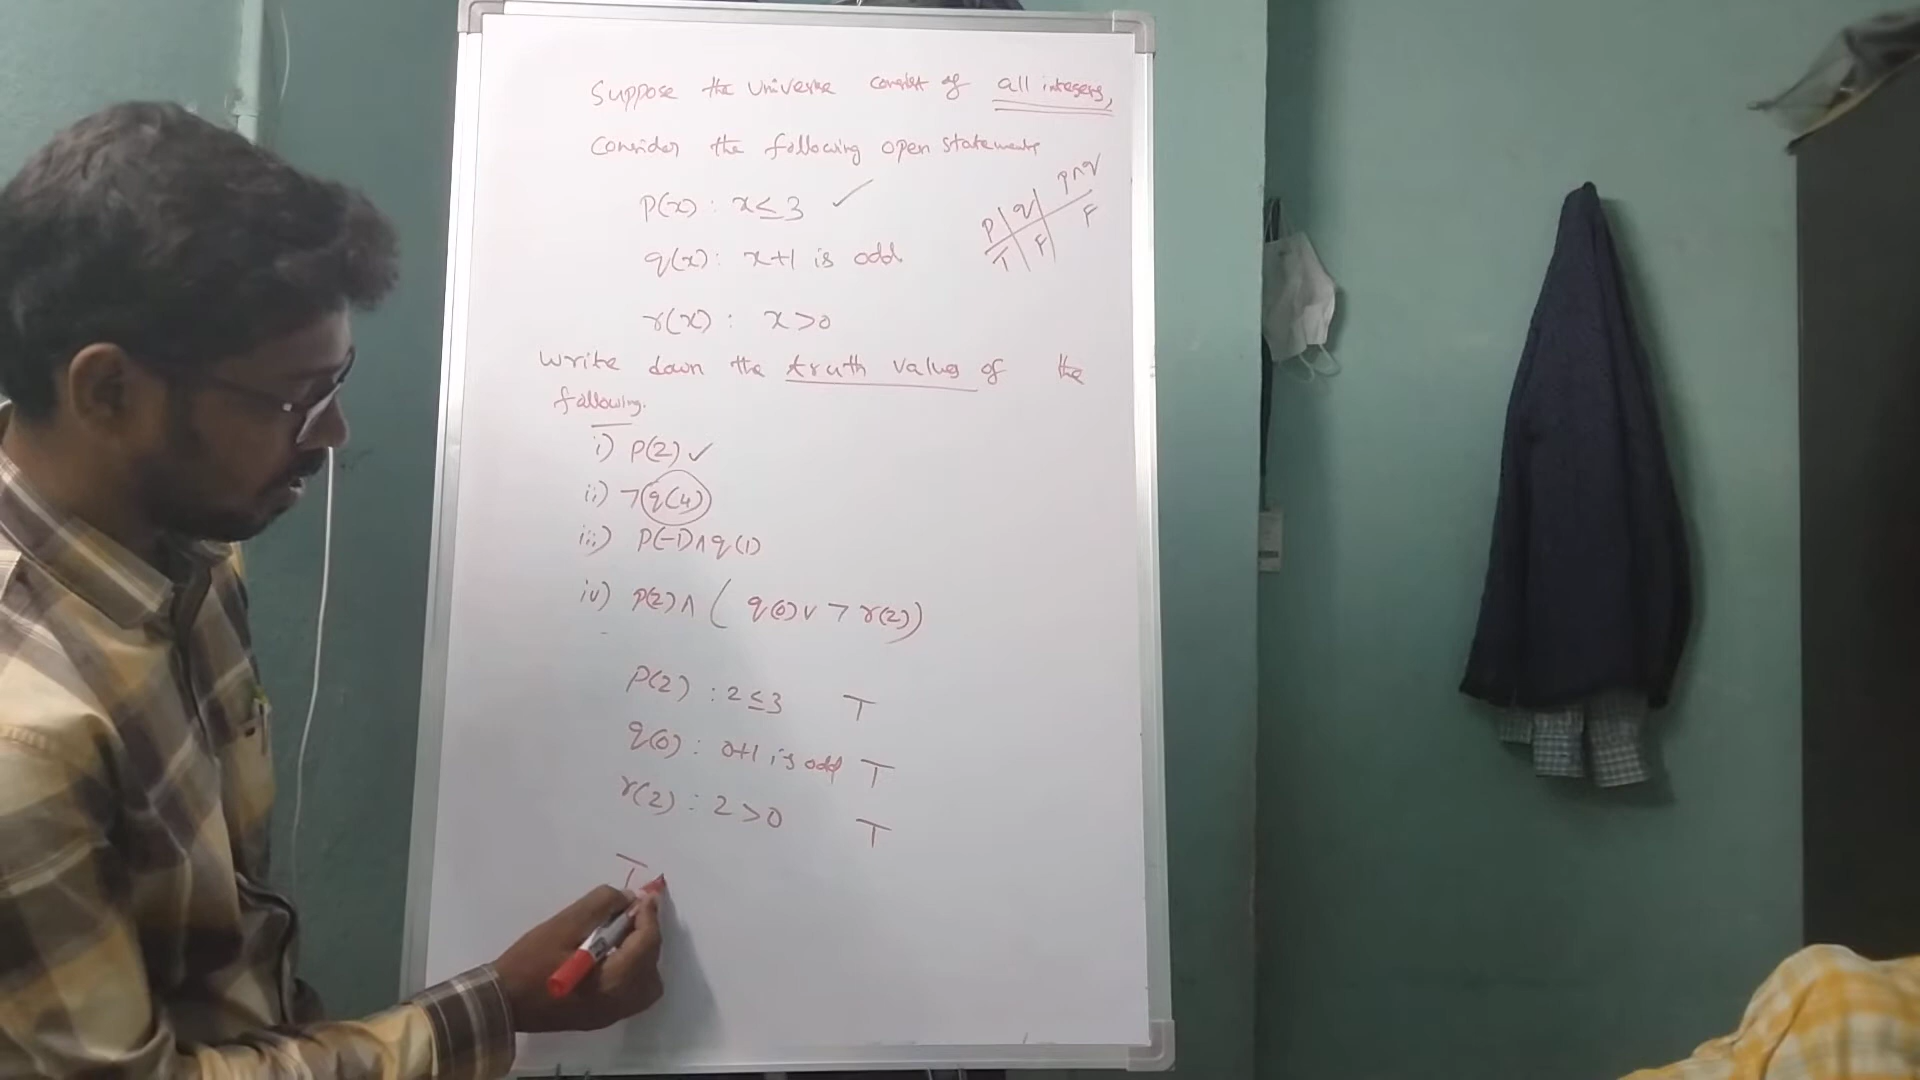 Suppose the Universe consist of all integers,
Consider the following open statements
p(x) : x ≤ 3 ✓
q(x) : x+1 is odd
r(x) : x > 0
p | q | p∧q
T | F | F
Write down the truth values of the
following.
i) P(2) ✓
ii) ¬q(4)
iii) P(-1)∧q(1)
iv) p(2)∧( q(0)∨¬r(2))
P(2) : 2 ≤ 3 T
q(0) : 0+1 is odd T
r(2) : 2 > 0 T
T